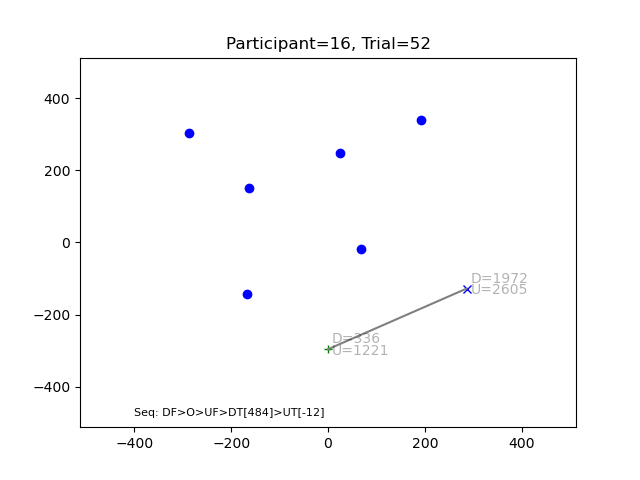 Participant=16, Trial=52
400
200
0
−200
−400
D=1972
U=2605
D=336
U=1221
Seq: DF>O>UF>DT[484]>UT[-12]
−400
−200
0
200
400